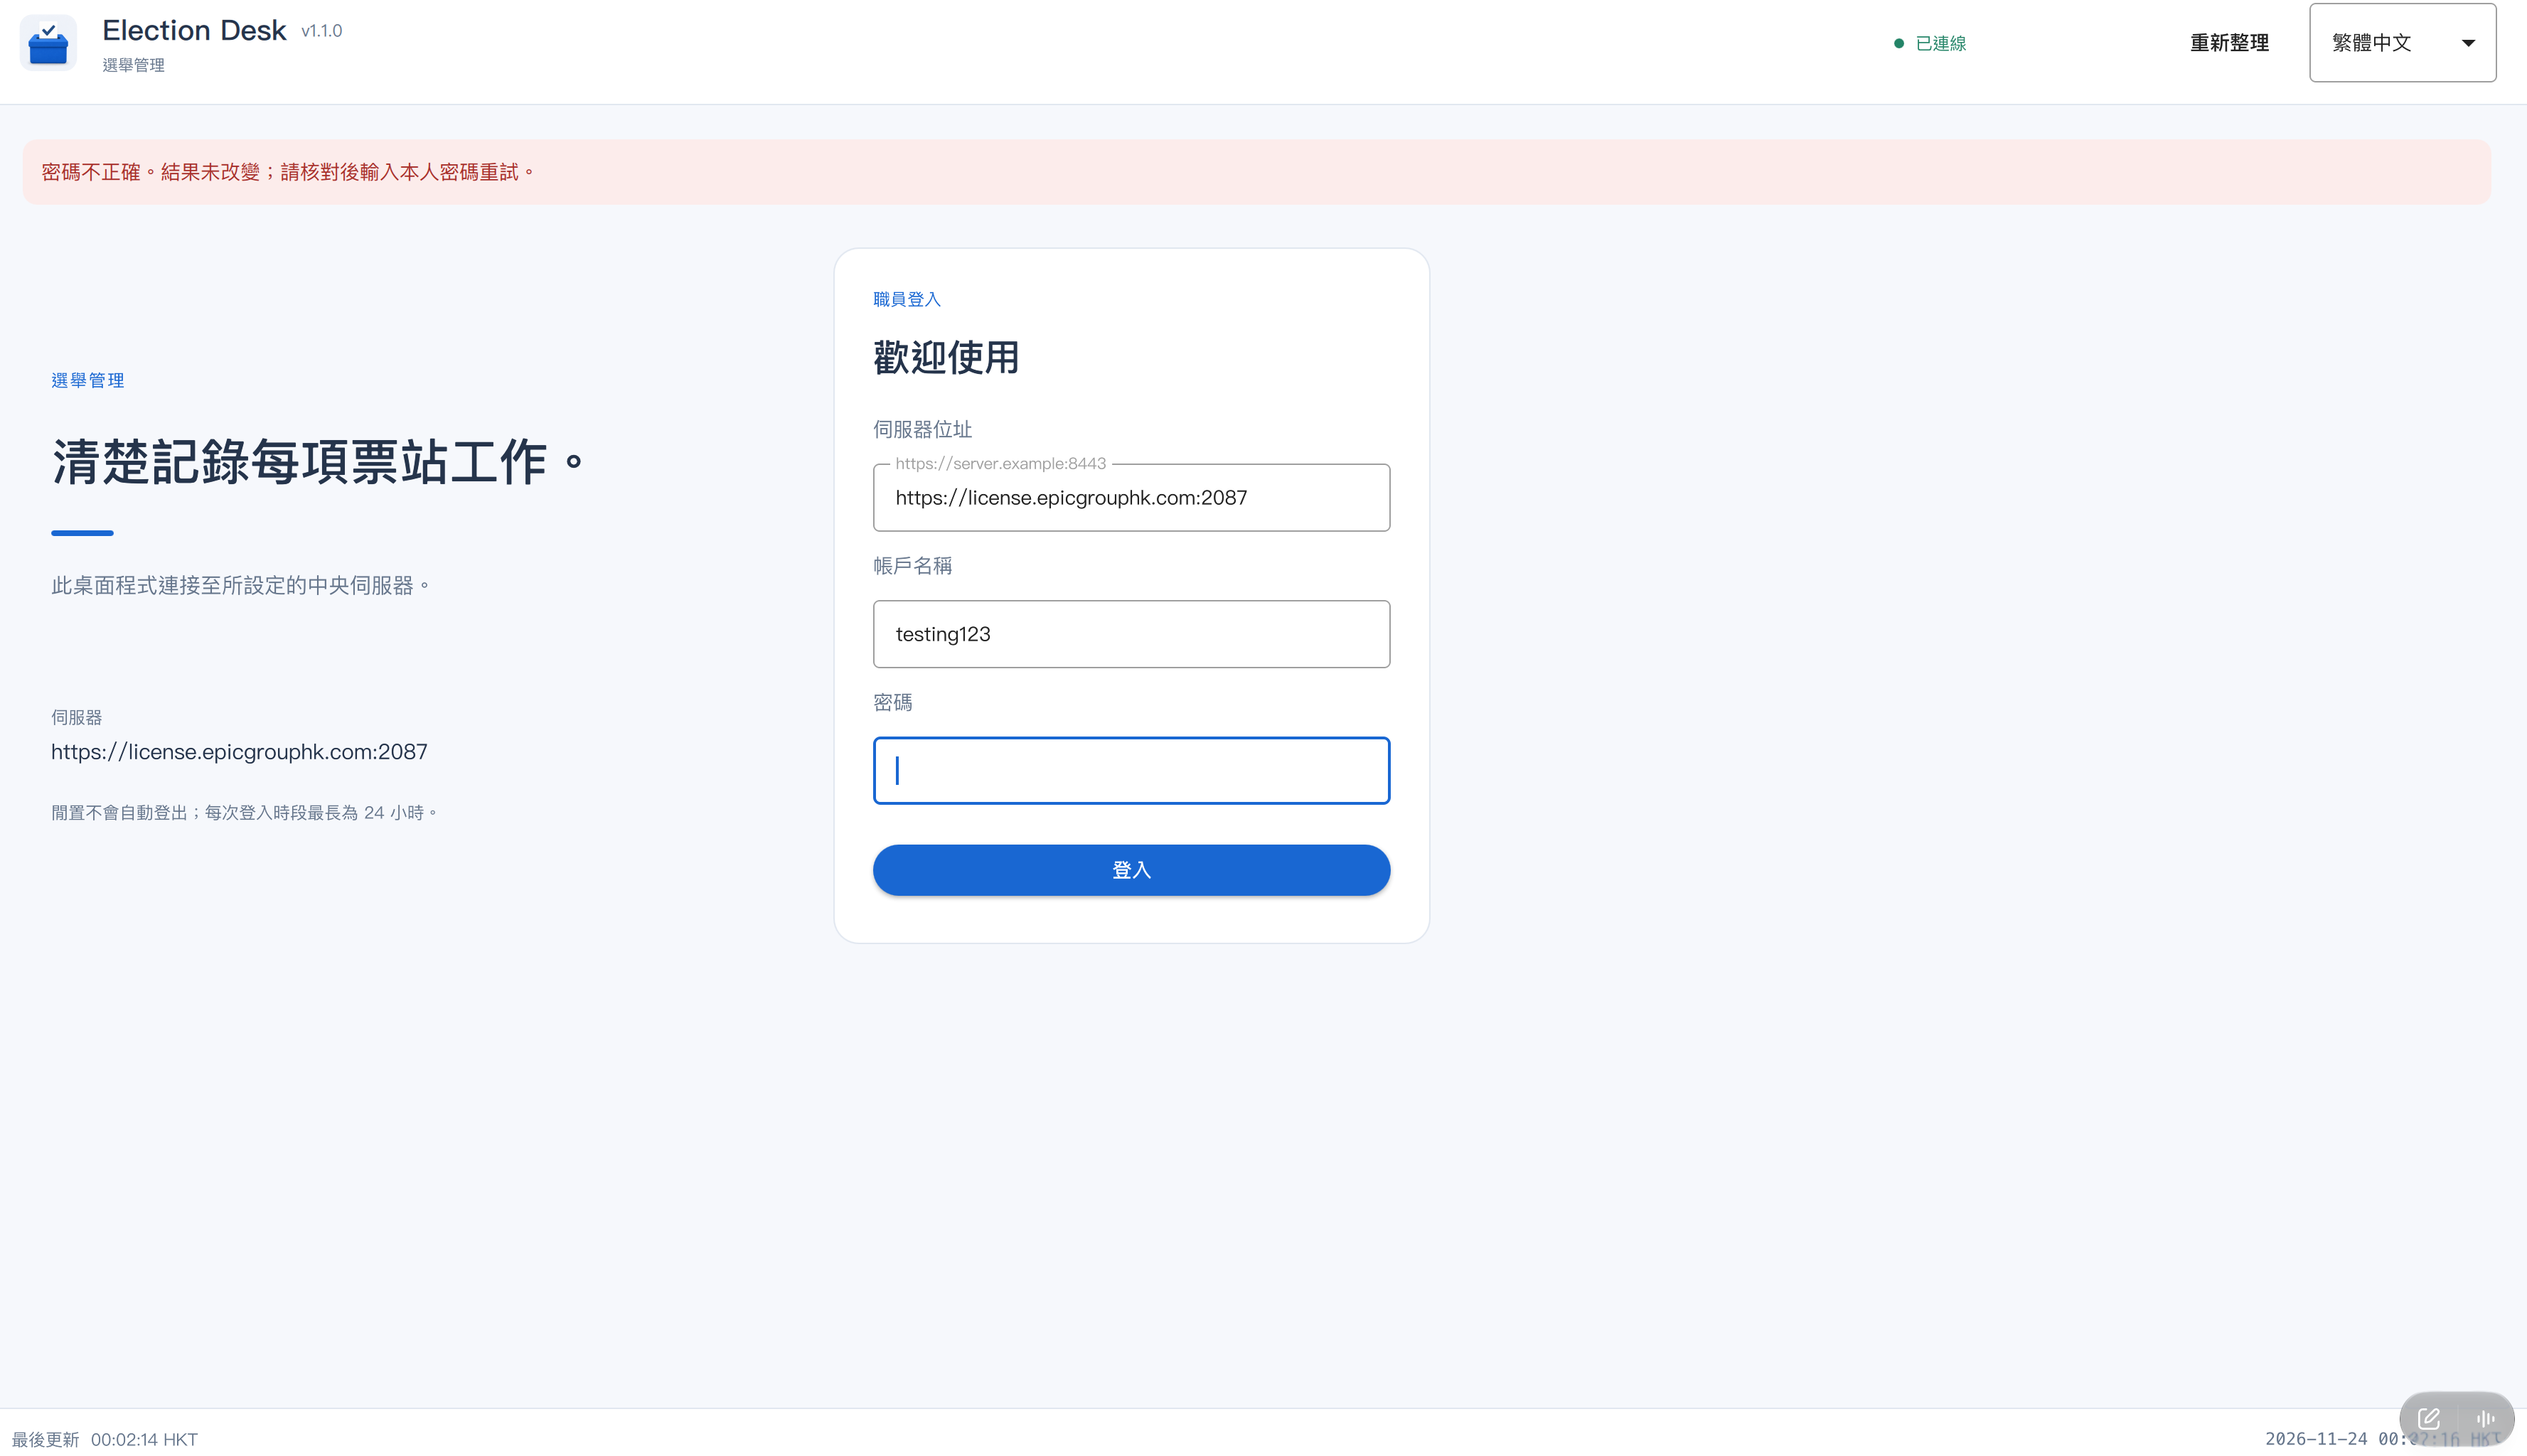 Election Desk v1.1.0
選舉管理
已連線
重新整理
繁體中文
密碼不正確。結果未改變；請核對後輸入本人密碼重試。
選舉管理
清楚記錄每項票站工作。
此桌面程式連接至所設定的中央伺服器。
伺服器
https://license.epicgrouphk.com:2087
閒置不會自動登出；每次登入時段最長為 24 小時。
職員登入
歡迎使用
伺服器位址
https://server.example:8443
https://license.epicgrouphk.com:2087
帳戶名稱
testing123
密碼
登入
最後更新 00:02:14 HKT
2026-11-24 00:02:16 HKT